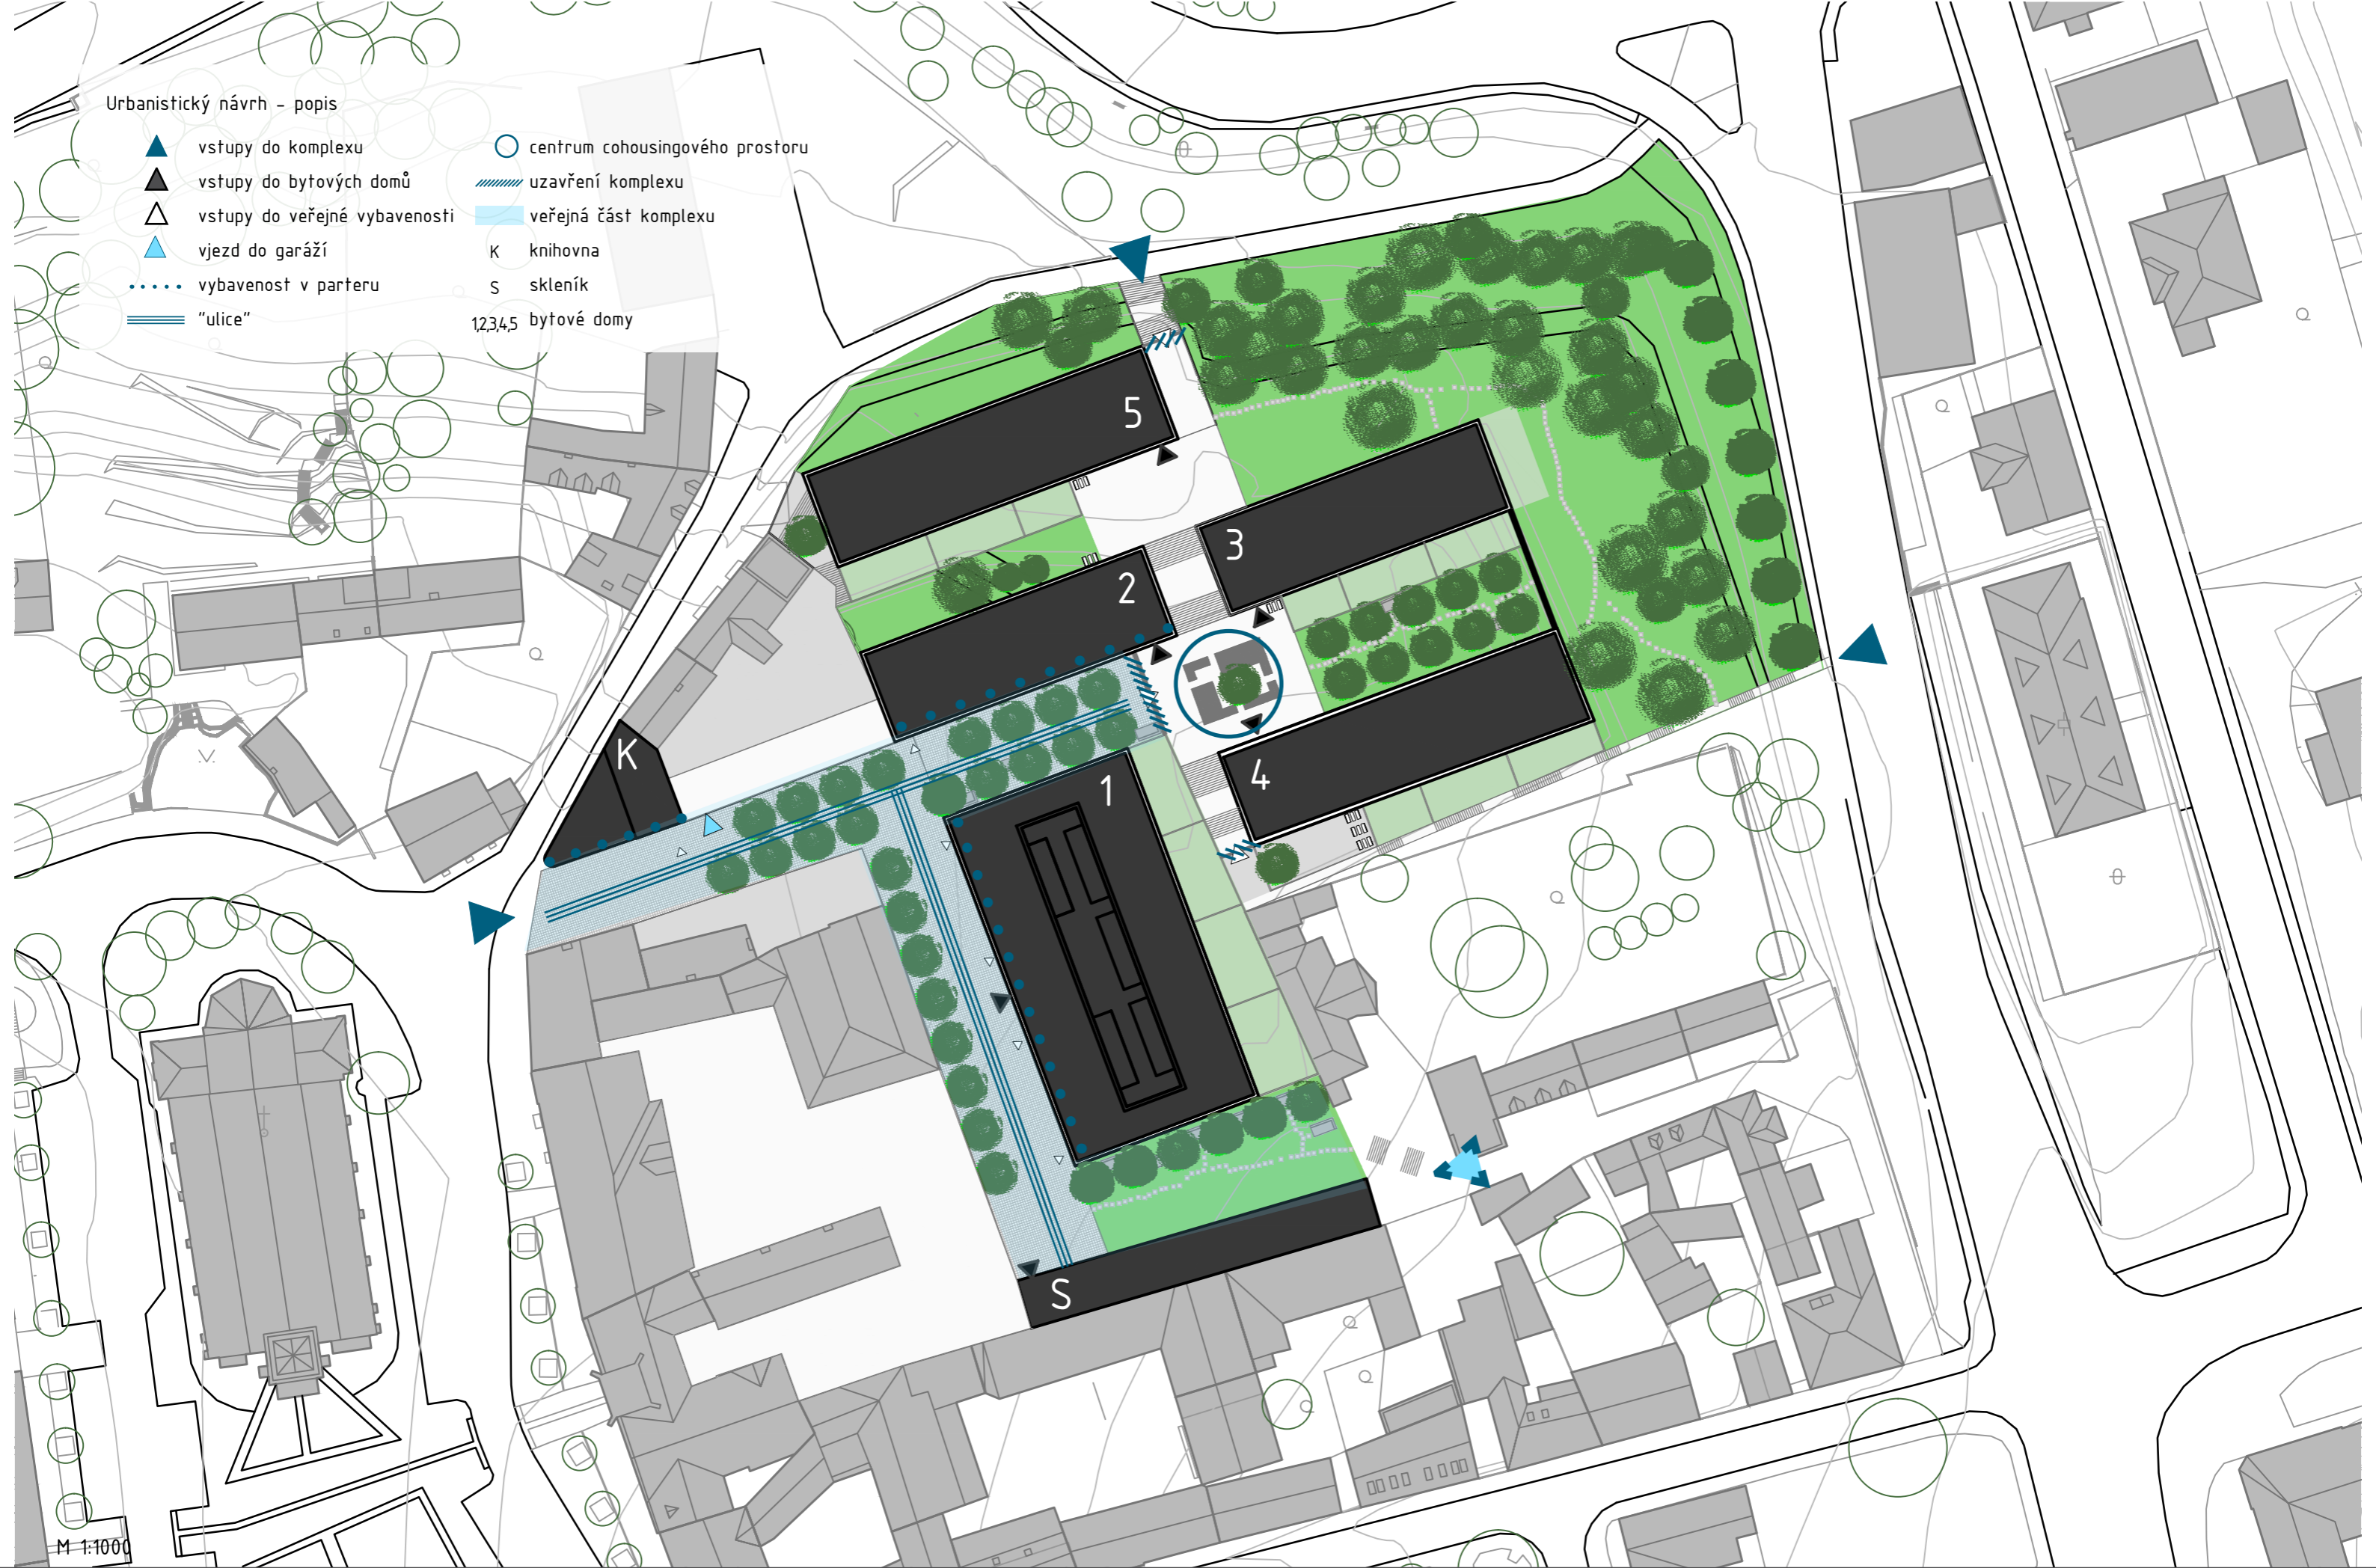 Urbanistický návrh - popis
vstupy do komplexu
vstupy do bytových domů
vstupy do veřejné vybavenosti
vjezd do garáží
vybavenost v parteru
"ulice"
centrum cohousingového prostoru
uzavření komplexu
veřejná část komplexu
K knihovna
S skleník
1,2,3,4,5 bytové domy
5
3
2
K
1
4
S
M 1:1000